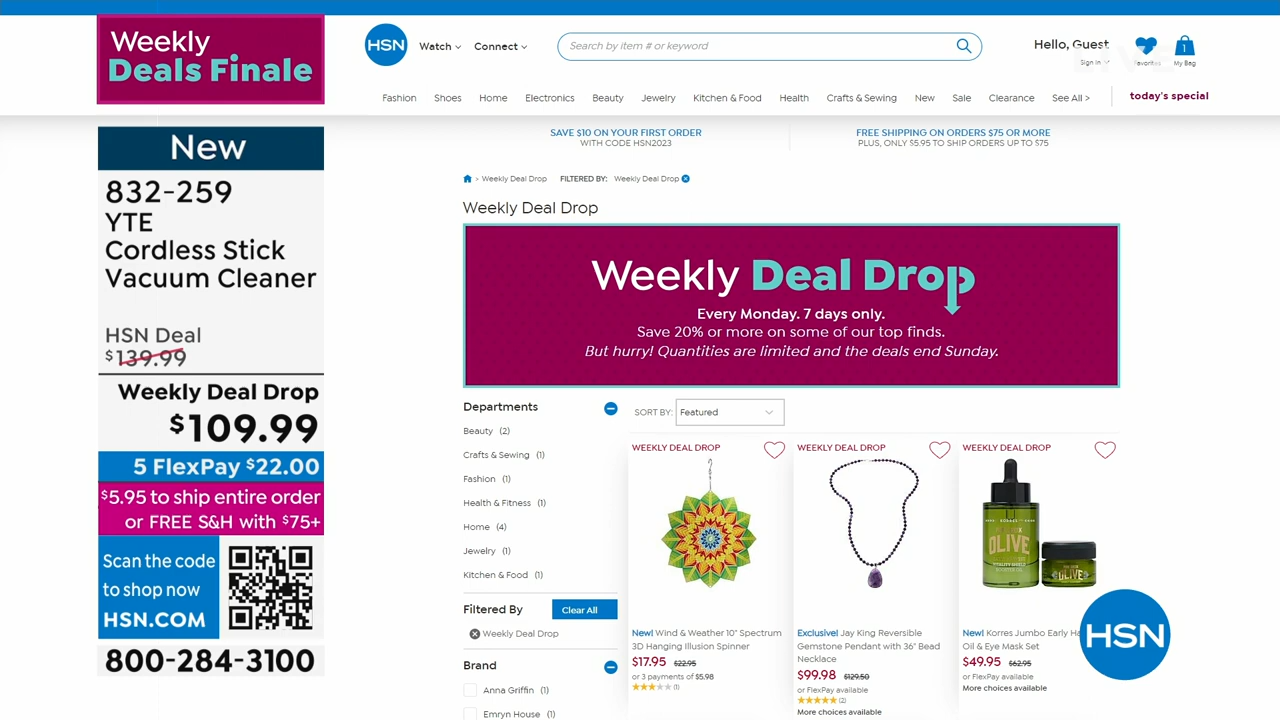 Weekly
Deals Finale
New
832-259
YTE
Cordless Stick
Vacuum Cleaner
HSN Deal
$139.99
Weekly Deal Drop
$109.99
5 FlexPay $22.00
$5.95 to ship entire order
or FREE S&H with $75+
Scan the code
to shop now
HSN.COM
800-284-3100
HSN
Watch
Connect
Search by item # or keyword
Hello, Guest
Sign In
Favorites
1
My Bag
Fashion Shoes Home Electronics Beauty Jewelry Kitchen & Food Health Crafts & Sewing New Sale Clearance See All >
today's special
SAVE $10 ON YOUR FIRST ORDER
WITH CODE HSN2023
FREE SHIPPING ON ORDERS $75 OR MORE
PLUS, ONLY $5.95 TO SHIP ORDERS UP TO $75
> Weekly Deal Drop FILTERED BY: Weekly Deal Drop
Weekly Deal Drop
Weekly Deal Drop
Every Monday. 7 days only.
Save 20% or more on some of our top finds.
But hurry! Quantities are limited and the deals end Sunday.
Departments
Beauty (2)
Crafts & Sewing (1)
Fashion (1)
Health & Fitness (1)
Home (4)
Jewelry (1)
Kitchen & Food (1)
Filtered By
Clear All
Weekly Deal Drop
Brand
Anna Griffin (1)
Emryn House (1)
SORT BY: Featured
WEEKLY DEAL DROP
New! Wind & Weather 10" Spectrum
3D Hanging Illusion Spinner
$17.95 $22.95
or 3 payments of $5.98
(1)
WEEKLY DEAL DROP
Exclusive! Jay King Reversible
Gemstone Pendant with 36" Bead
Necklace
$99.98 $129.50
or FlexPay available
(2)
More choices available
WEEKLY DEAL DROP
OLIVE
OLIVE
New! Korres Jumbo Early Ha
Oil & Eye Mask Set
$49.95 $62.95
or FlexPay available
More choices available
HSN